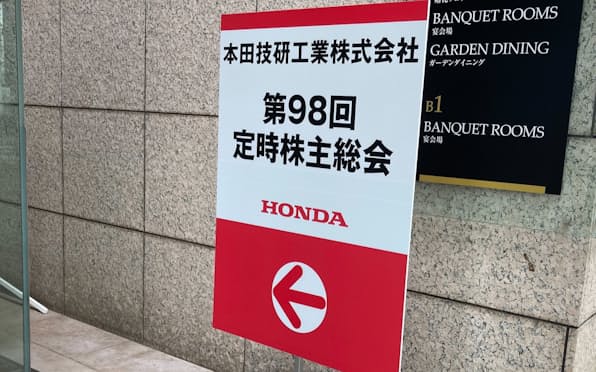 本田技研工業株式会社
第98回
定時株主総会
HONDA
BANQUET ROOMS
宴会場
GARDEN DINING
ガーデンダイニング
B1
BANQUET ROOMS
宴会場